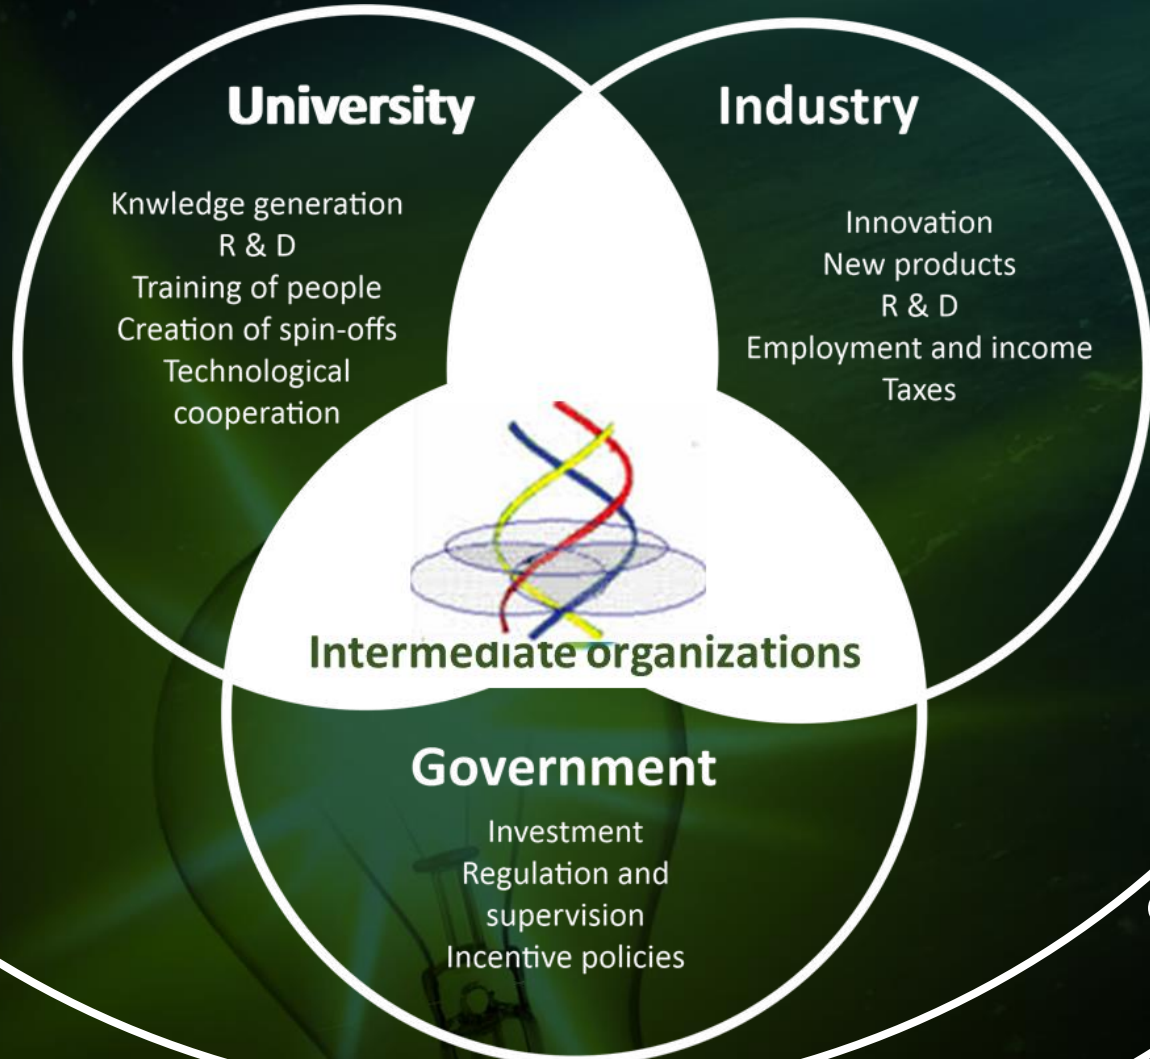 University
Knwledge generation
R & D
Training of people
Creation of spin-offs
Technological
cooperation
Industry
Innovation
New products
R & D
Employment and income
Taxes
Intermediate organizations
Government
Investment
Regulation and
supervision
Incentive policies